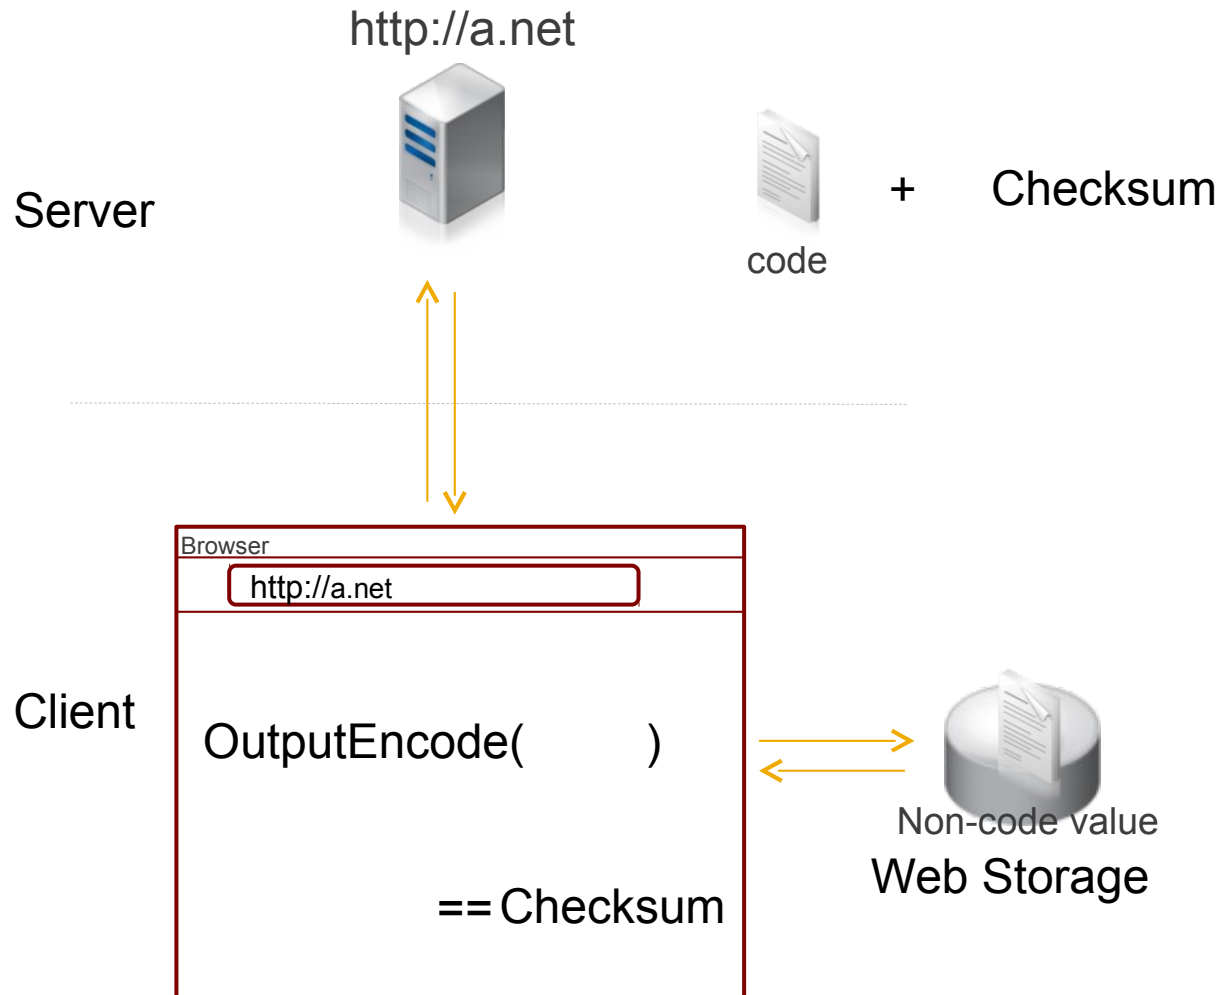 http://a.net
Server
+ Checksum
code
Browser
http://a.net
Client
OutputEncode( )
Non-code value
Web Storage
== Checksum